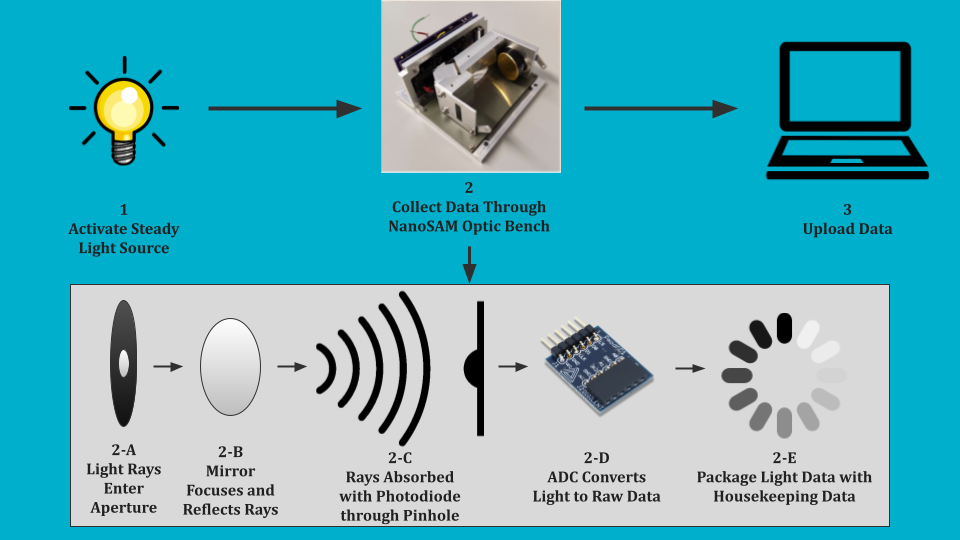 1
Activate Steady
Light Source
2
Collect Data Through
NanoSAM Optic Bench
3
Upload Data
2-A
Light Rays
Enter
Aperture
2-B
Mirror
Focuses and
Reflects Rays
2-C
Rays Absorbed
with Photodiode
through Pinhole
2-D
ADC Converts
Light to Raw Data
2-E
Package Light Data with
Housekeeping Data